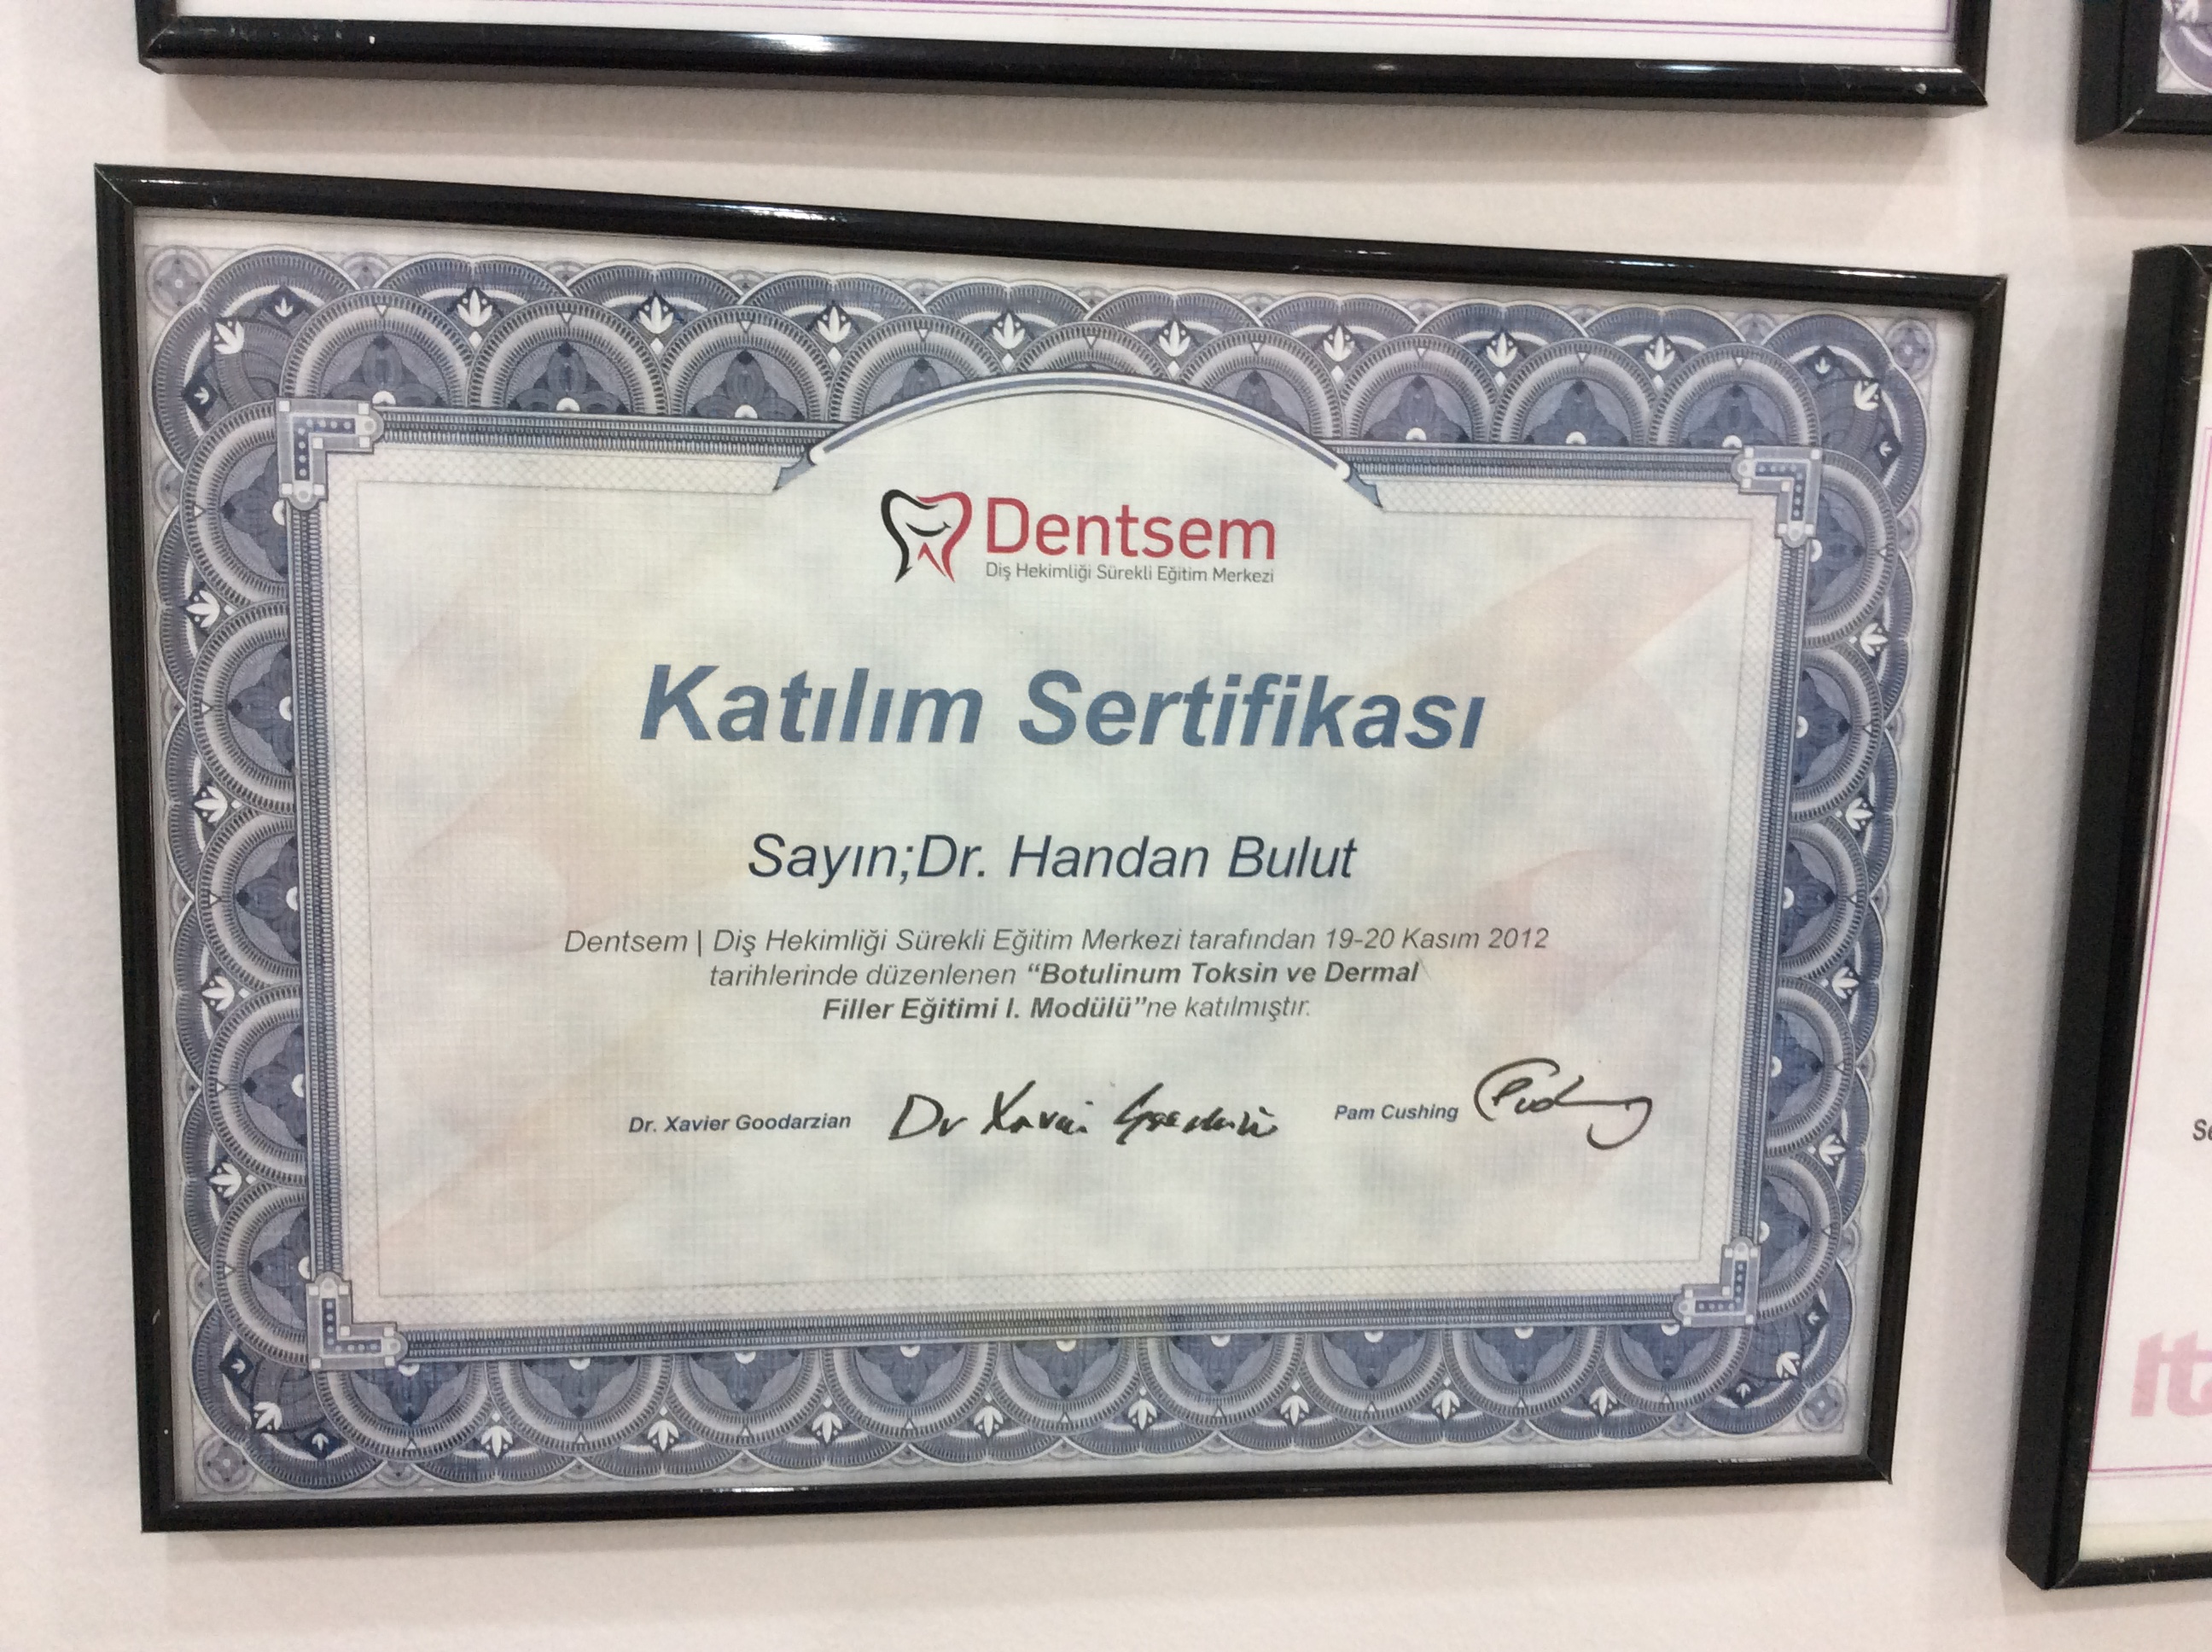 Dentsem
Diş Hekimliği Sürekli Eğitim Merkezi
Katılım Sertifikası
Sayın;Dr. Handan Bulut
Dentsem | Diş Hekimliği Sürekli Eğitim Merkezi tarafından 19-20 Kasım 2012
tarihlerinde düzenlenen “Botulinum Toksin ve Dermal
Filler Eğitimi I. Modülü”ne katılmıştır.
Dr. Xavier Goodarzian Dr Xavier Pam Cushing